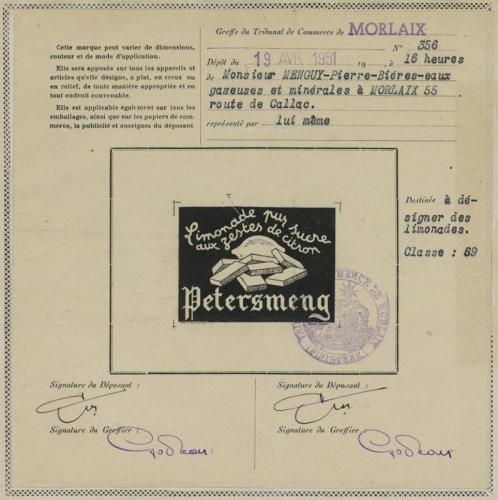 Greffe du Tribunal de Commerce de MORLAIX
N° 356
Dépôt du 19 AVR 1951 19 , à 16 heures
de Monsieur MENGUY-Pierre-Biéres-eaux
gaseuses et minérales à MORLAIX 55
route de Callac.
représenté par lui même
Cette marque peut varier de dimensions,
couleur et de mode d'application.
Elle sera apposée sur tous les appareils et
articles qu'elle désigne, à plat, en creux ou
en relief, de toute manière appropriée et en
tout endroit convenable.
Elle est applicable également sur tous les
emballages, ainsi que sur les papiers de com-
merce, la publicité et enseignes du déposant
Limonade pur sucre
aux zestes de citron
Petersmeng
Destinée à dé-
signer des
limonades.
Classe : 89
Signature du Déposant :
Signature du Déposant :
Signature du Greffier :
Signature du Greffier :